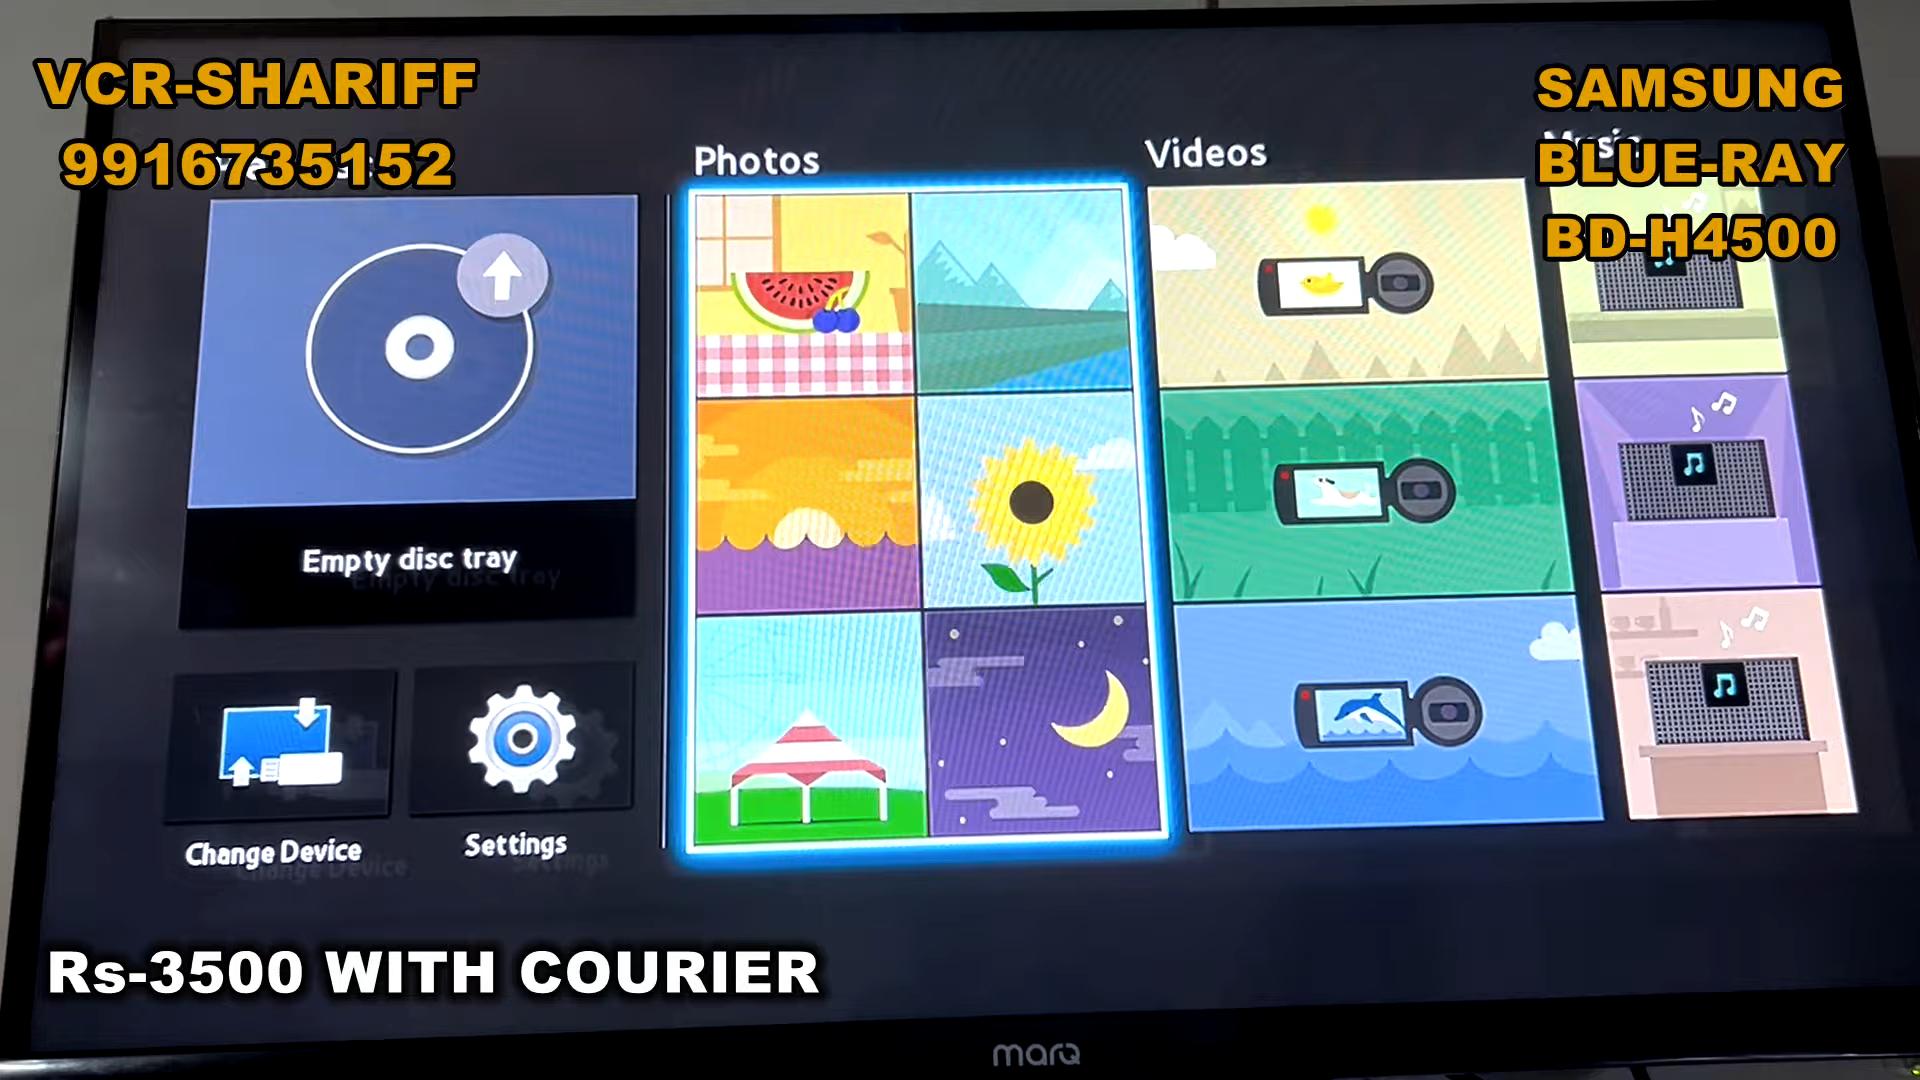 VCR-SHARIFF
9916735152
SAMSUNG
BLUE-RAY
BD-H4500
Photos
Videos
Music
Empty disc tray
Change Device
Settings
Rs-3500 WITH COURIER
marq